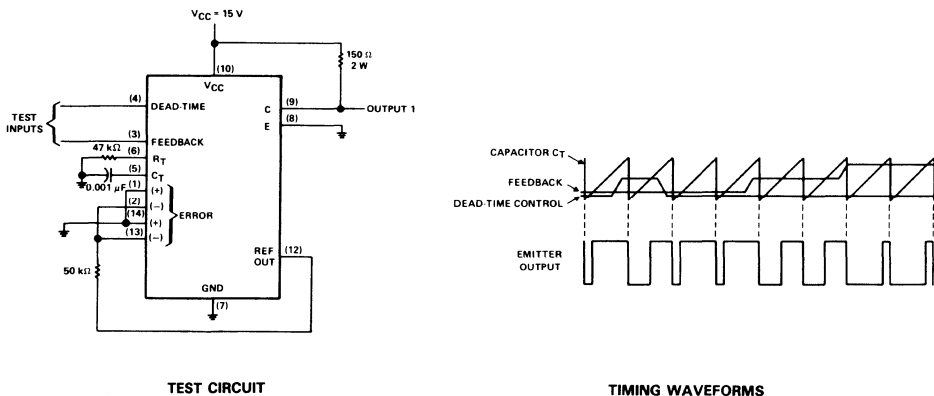 VCC = 15 V
150 Ω
2 W
(10)
VCC
(4)
DEAD-TIME
(9)
C
OUTPUT 1
TEST
INPUTS
(8)
E
(3)
FEEDBACK
47 kΩ
(6)
RT
(5)
CT
0.001 µF
(1)
(+)
(2)
(−)
ERROR
(14)
(+)
(13)
(−)
REF
OUT
(12)
50 kΩ
GND
(7)
TEST CIRCUIT
CAPACITOR CT
FEEDBACK
DEAD-TIME CONTROL
EMITTER
OUTPUT
TIMING WAVEFORMS